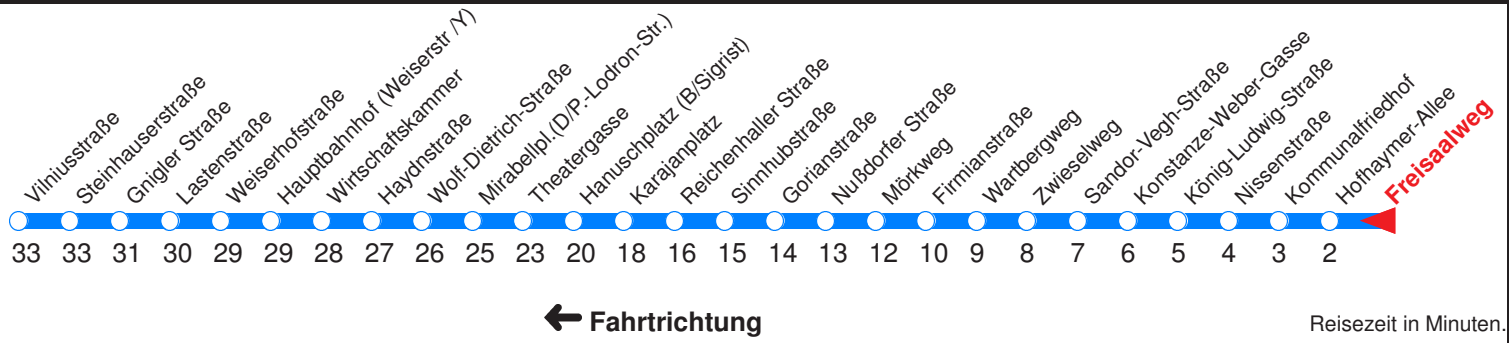 Vilniusstraße
Steinhauserstraße
Gnigler Straße
Lastenstraße
Weiserhofstraße
Hauptbahnhof (Weiserstr /Y)
Wirtschaftskammer
Haydnstraße
Wolf-Dietrich-Straße
Mirabellpl.(D/P.-Lodron-Str.)
Theatergasse
Hanuschplatz (B/Sigrist)
Karajanplatz
Reichenhaller Straße
Sinnhubstraße
Gorianstraße
Nußdorfer Straße
Mörkweg
Firmianstraße
Wartbergweg
Zwieselweg
Sandor-Vegh-Straße
Konstanze-Weber-Gasse
König-Ludwig-Straße
Nissenstraße
Kommunalfriedhof
Hofhaymer-Allee
Freisaalweg
33 33 31 30 29 29 28 27 26 25 23 20 18 16 15 14 13 12 10 9 8 7 6 5 4 3 2
Fahrtrichtung
Reisezeit in Minuten.